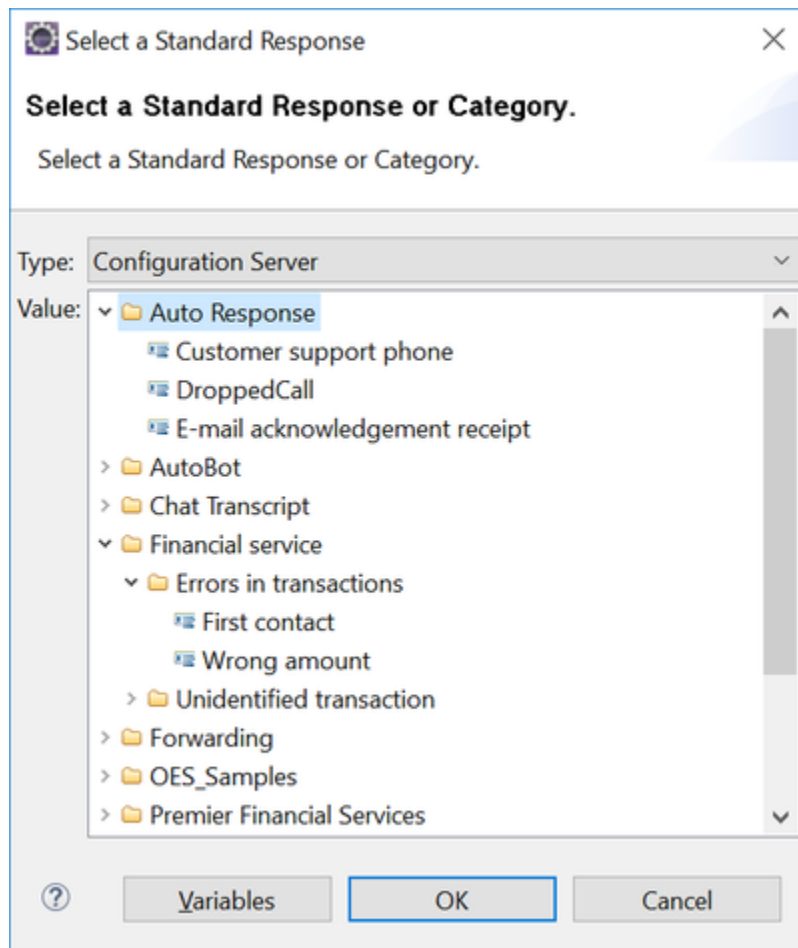 Select a Standard Response
Select a Standard Response or Category.
Select a Standard Response or Category.
Type: Configuration Server
Value: Auto Response
Customer support phone
DroppedCall
E-mail acknowledgement receipt
AutoBot
Chat Transcript
Financial service
Errors in transactions
First contact
Wrong amount
Unidentified transaction
Forwarding
OES_Samples
Premier Financial Services
? Variables OK Cancel